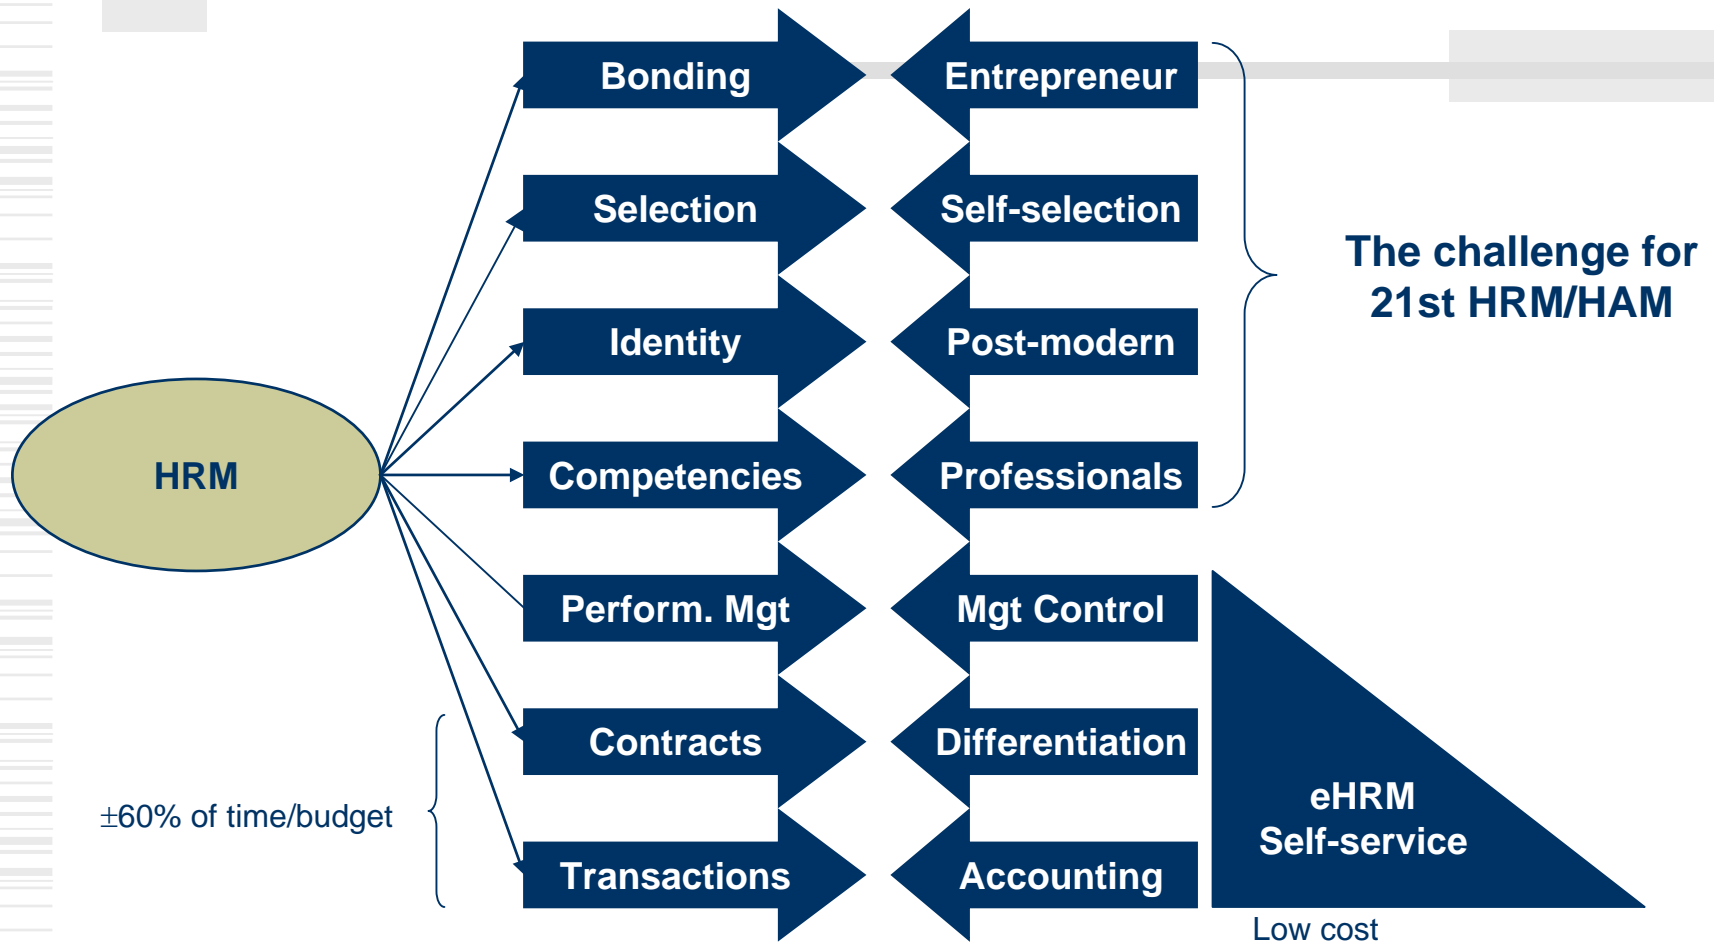 Bonding
Entrepreneur
Selection
Self-selection
The challenge for
21st HRM/HAM
Identity
Post-modern
HRM
Competencies
Professionals
Perform. Mgt
Mgt Control
Contracts
Differentiation
±60% of time/budget
eHRM
Self-service
Transactions
Accounting
Low cost